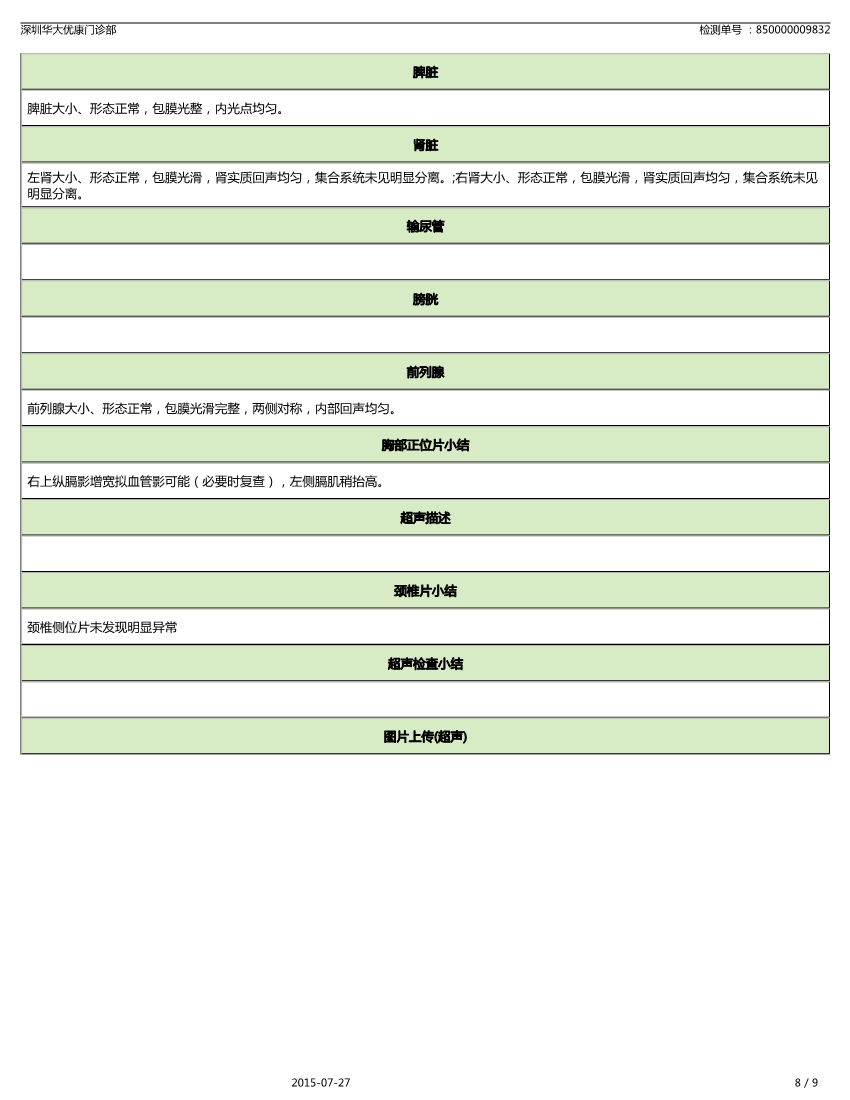 深圳华大优康门诊部
检测单号 ：850000009832
脾脏
脾脏大小、形态正常，包膜光整，内光点均匀。
肾脏
左肾大小、形态正常，包膜光滑，肾实质回声均匀，集合系统未见明显分离。;右肾大小、形态正常，包膜光滑，肾实质回声均匀，集合系统未见
明显分离。
输尿管
膀胱
前列腺
前列腺大小、形态正常，包膜光滑完整，两侧对称，内部回声均匀。
胸部正位片小结
右上纵膈影增宽拟血管影可能（必要时复查），左侧膈肌稍抬高。
超声描述
颈椎片小结
颈椎侧位片未发现明显异常
超声检查小结
图片上传(超声)
2015-07-27
8 / 9